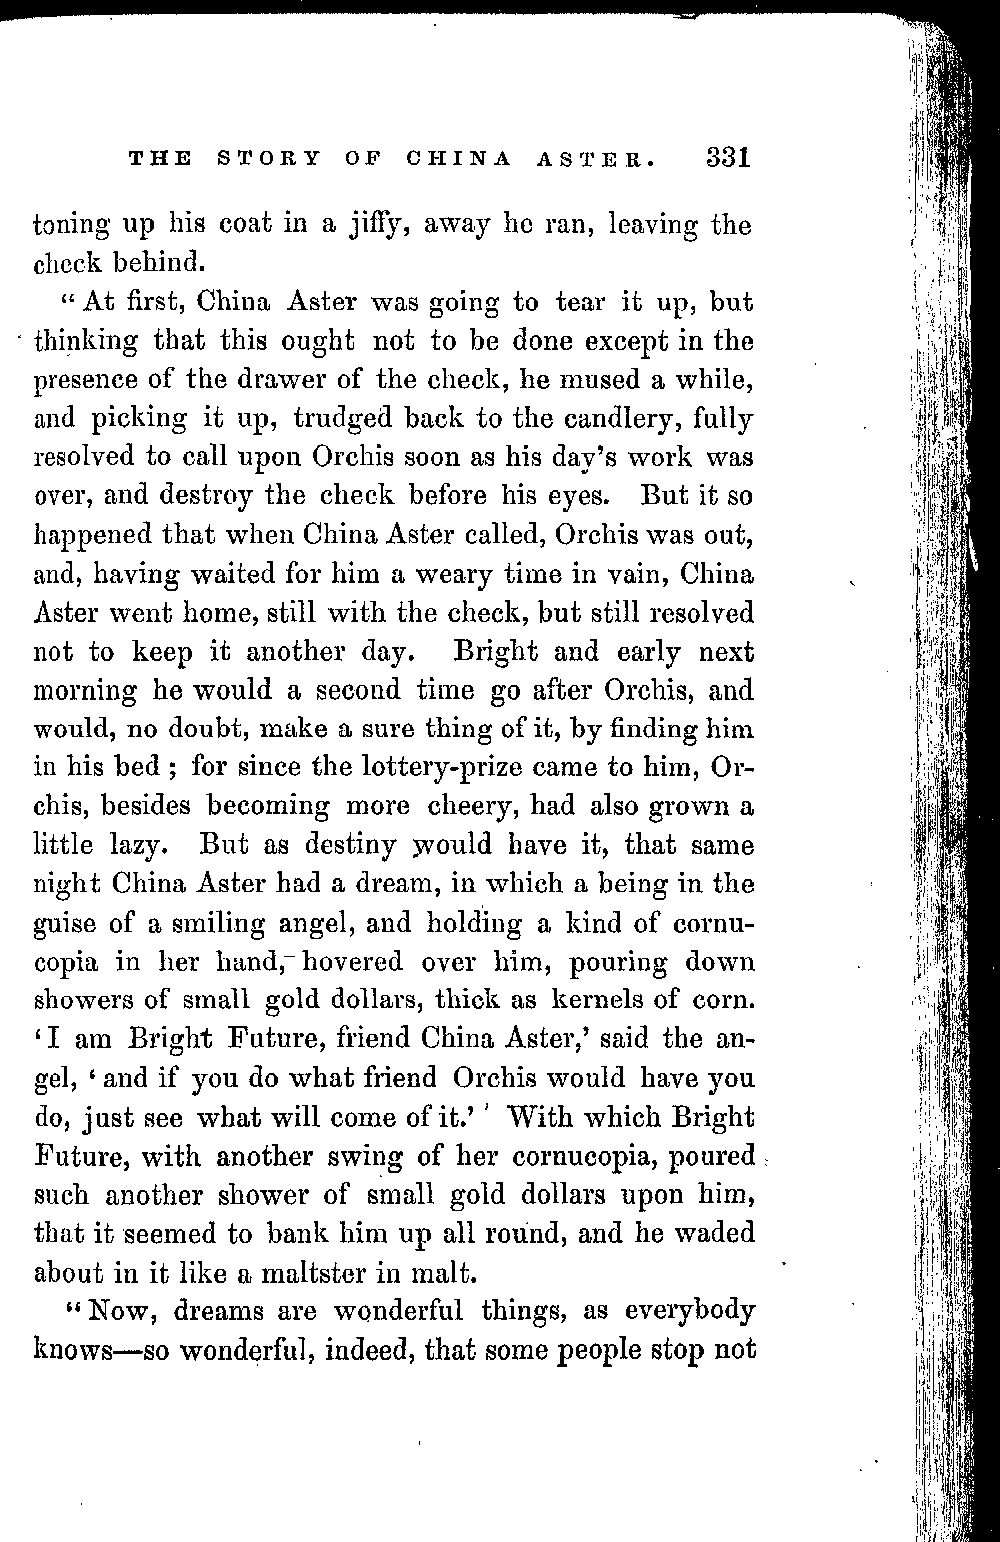 THE STORY OF CHINA ASTER. 331
toning up his coat in a jiffy, away he ran, leaving the
check behind.
“ At first, China Aster was going to tear it up, but
thinking that this ought not to be done except in the
presence of the drawer of the check, he mused a while,
and picking it up, trudged back to the candlery, fully
resolved to call upon Orchis soon as his day’s work was
over, and destroy the check before his eyes. But it so
happened that when China Aster called, Orchis was out,
and, having waited for him a weary time in vain, China
Aster went home, still with the check, but still resolved
not to keep it another day. Bright and early next
morning he would a second time go after Orchis, and
would, no doubt, make a sure thing of it, by finding him
in his bed ; for since the lottery-prize came to him, Or-
chis, besides becoming more cheery, had also grown a
little lazy. But as destiny would have it, that same
night China Aster had a dream, in which a being in the
guise of a smiling angel, and holding a kind of cornu-
copia in her hand, hovered over him, pouring down
showers of small gold dollars, thick as kernels of corn.
‘ I am Bright Future, friend China Aster,’ said the an-
gel, ‘ and if you do what friend Orchis would have you
do, just see what will come of it.’ ’ With which Bright
Future, with another swing of her cornucopia, poured
such another shower of small gold dollars upon him,
that it seemed to bank him up all round, and he waded
about in it like a maltster in malt.
“ Now, dreams are wonderful things, as everybody
knows—so wonderful, indeed, that some people stop not